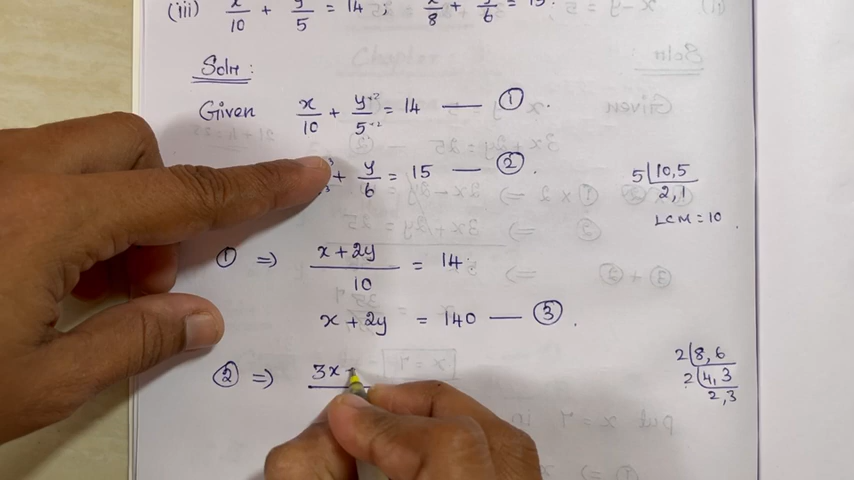 (iii) x/10 + y/5 = 14 ; x/8 + y/6 = 15.
Soln :
Given x/10 + y×2/5×2 = 14 — ①.
+ y/6 = 15 — ②.
5 | 10,5
2,1
LCM = 10
① ⇒ (x+2y)/10 = 14.
x + 2y = 140 — ③.
② ⇒ 3x +
2 | 8,6
2 | 4,3
2,3